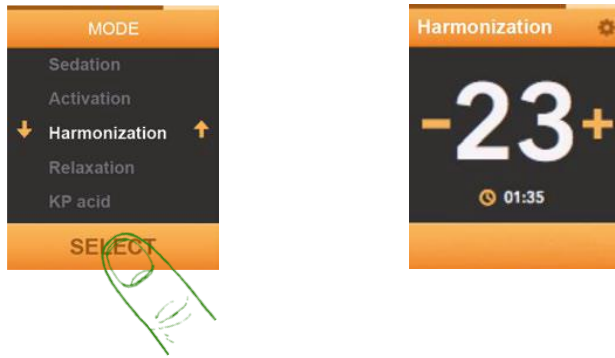 MODE
Sedation
Activation
Harmonization
Relaxation
KP acid
SELECT
Harmonization
-23+
01:35